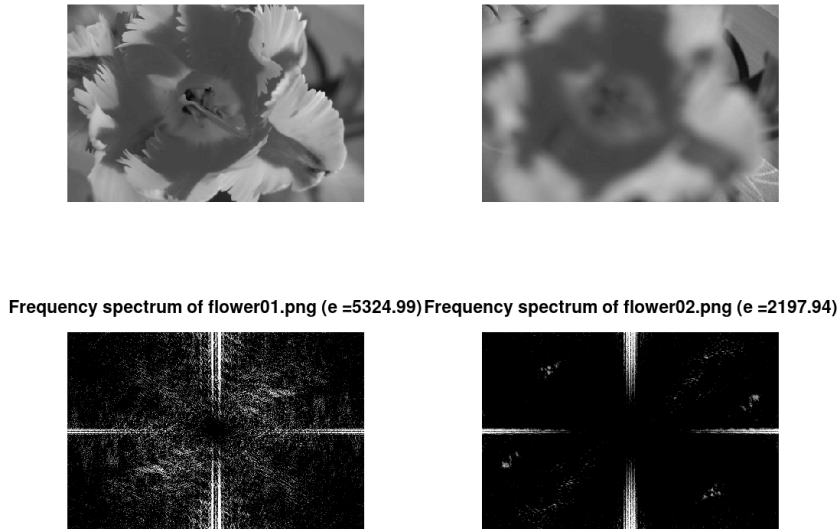 Frequency spectrum of flower01.png (e =5324.99)
Frequency spectrum of flower02.png (e =2197.94)